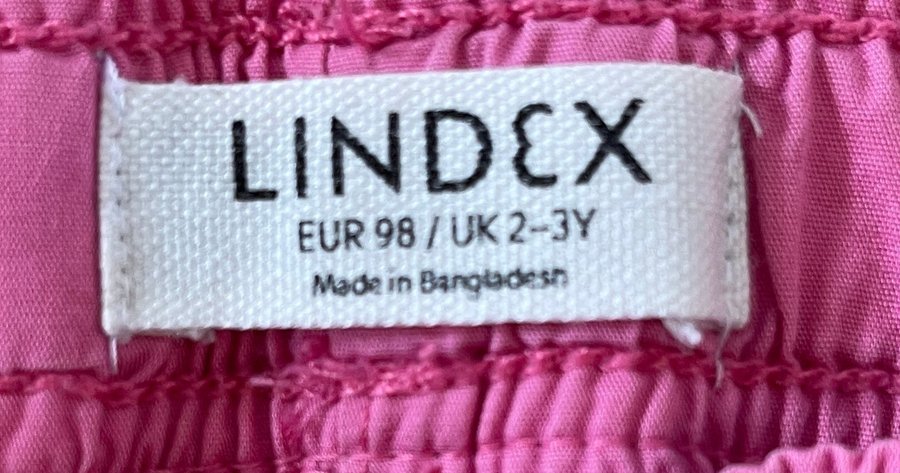 LINDEX
EUR 98 / UK 2-3Y
Made in Bangladesh